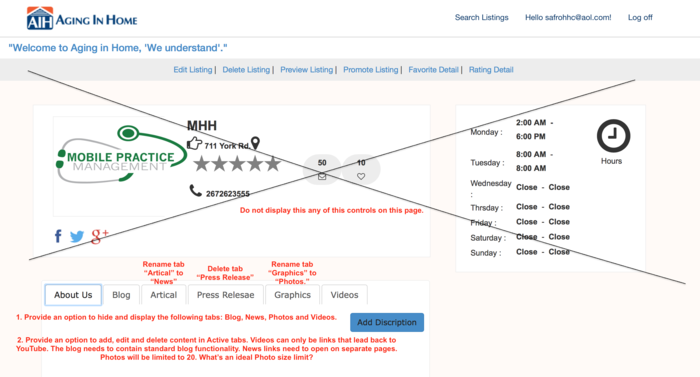 AIH AGING IN HOME
Search Listings Hello safrohhc@aol.com! Log off
"Welcome to Aging in Home, 'We understand'."
Edit Listing | Delete Listing | Preview Listing | Promote Listing | Favorite Detail | Rating Detail
MHH
711 York Rd.
MOBILE PRACTICE
MANAGEMENT
50
10
2672623555
Do not display this any of this controls on this page.
Monday : 2:00 AM - 6:00 PM
Tuesday : 8:00 AM - 8:00 AM
Wednesday : Close - Close
Thrsday : Close - Close
Friday : Close - Close
Saturday : Close - Close
Sunday : Close - Close
Hours
f g+
Rename tab
"Artical" to
"News"
Delete tab
"Press Release"
Rename tab
"Graphics" to
"Photos."
About Us Blog Artical Press Relesae Graphics Videos
1. Provide an option to hide and display the following tabs: Blog, News, Photos and Videos.
Add Discription
2. Provide an option to add, edit and delete content in Active tabs. Videos can only be links that lead back to
YouTube. The blog needs to contain standard blog functionality. News links need to open on separate pages.
Photos will be limited to 20. What's an ideal Photo size limit?